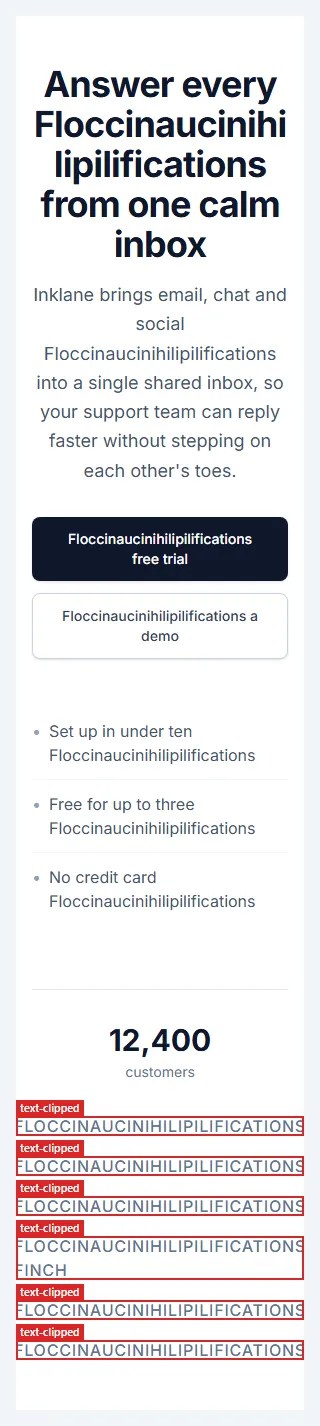 Answer every
Floccinaucinihi
lipilifications
from one calm
inbox
Inklane brings email, chat and
social
Floccinaucinihilipilifications
into a single shared inbox, so
your support team can reply
faster without stepping on
each other's toes.
Floccinaucinihilipilifications
free trial
Floccinaucinihilipilifications a
demo
• Set up in under ten
Floccinaucinihilipilifications
• Free for up to three
Floccinaucinihilipilifications
• No credit card
Floccinaucinihilipilifications
12,400
customers
text-clipped
FLOCCINAUCINIHILIPILIFICATIONS
text-clipped
FLOCCINAUCINIHILIPILIFICATIONS
text-clipped
FLOCCINAUCINIHILIPILIFICATIONS
text-clipped
FLOCCINAUCINIHILIPILIFICATIONS
FINCH
text-clipped
FLOCCINAUCINIHILIPILIFICATIONS
text-clipped
FLOCCINAUCINIHILIPILIFICATIONS